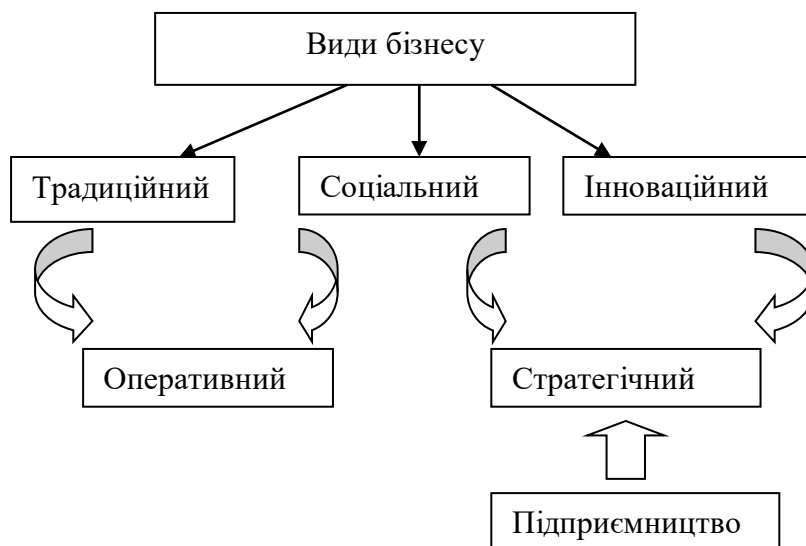 Види бізнесу
Традиційний
Соціальний
Інноваційний
Оперативний
Стратегічний
Підприємництво